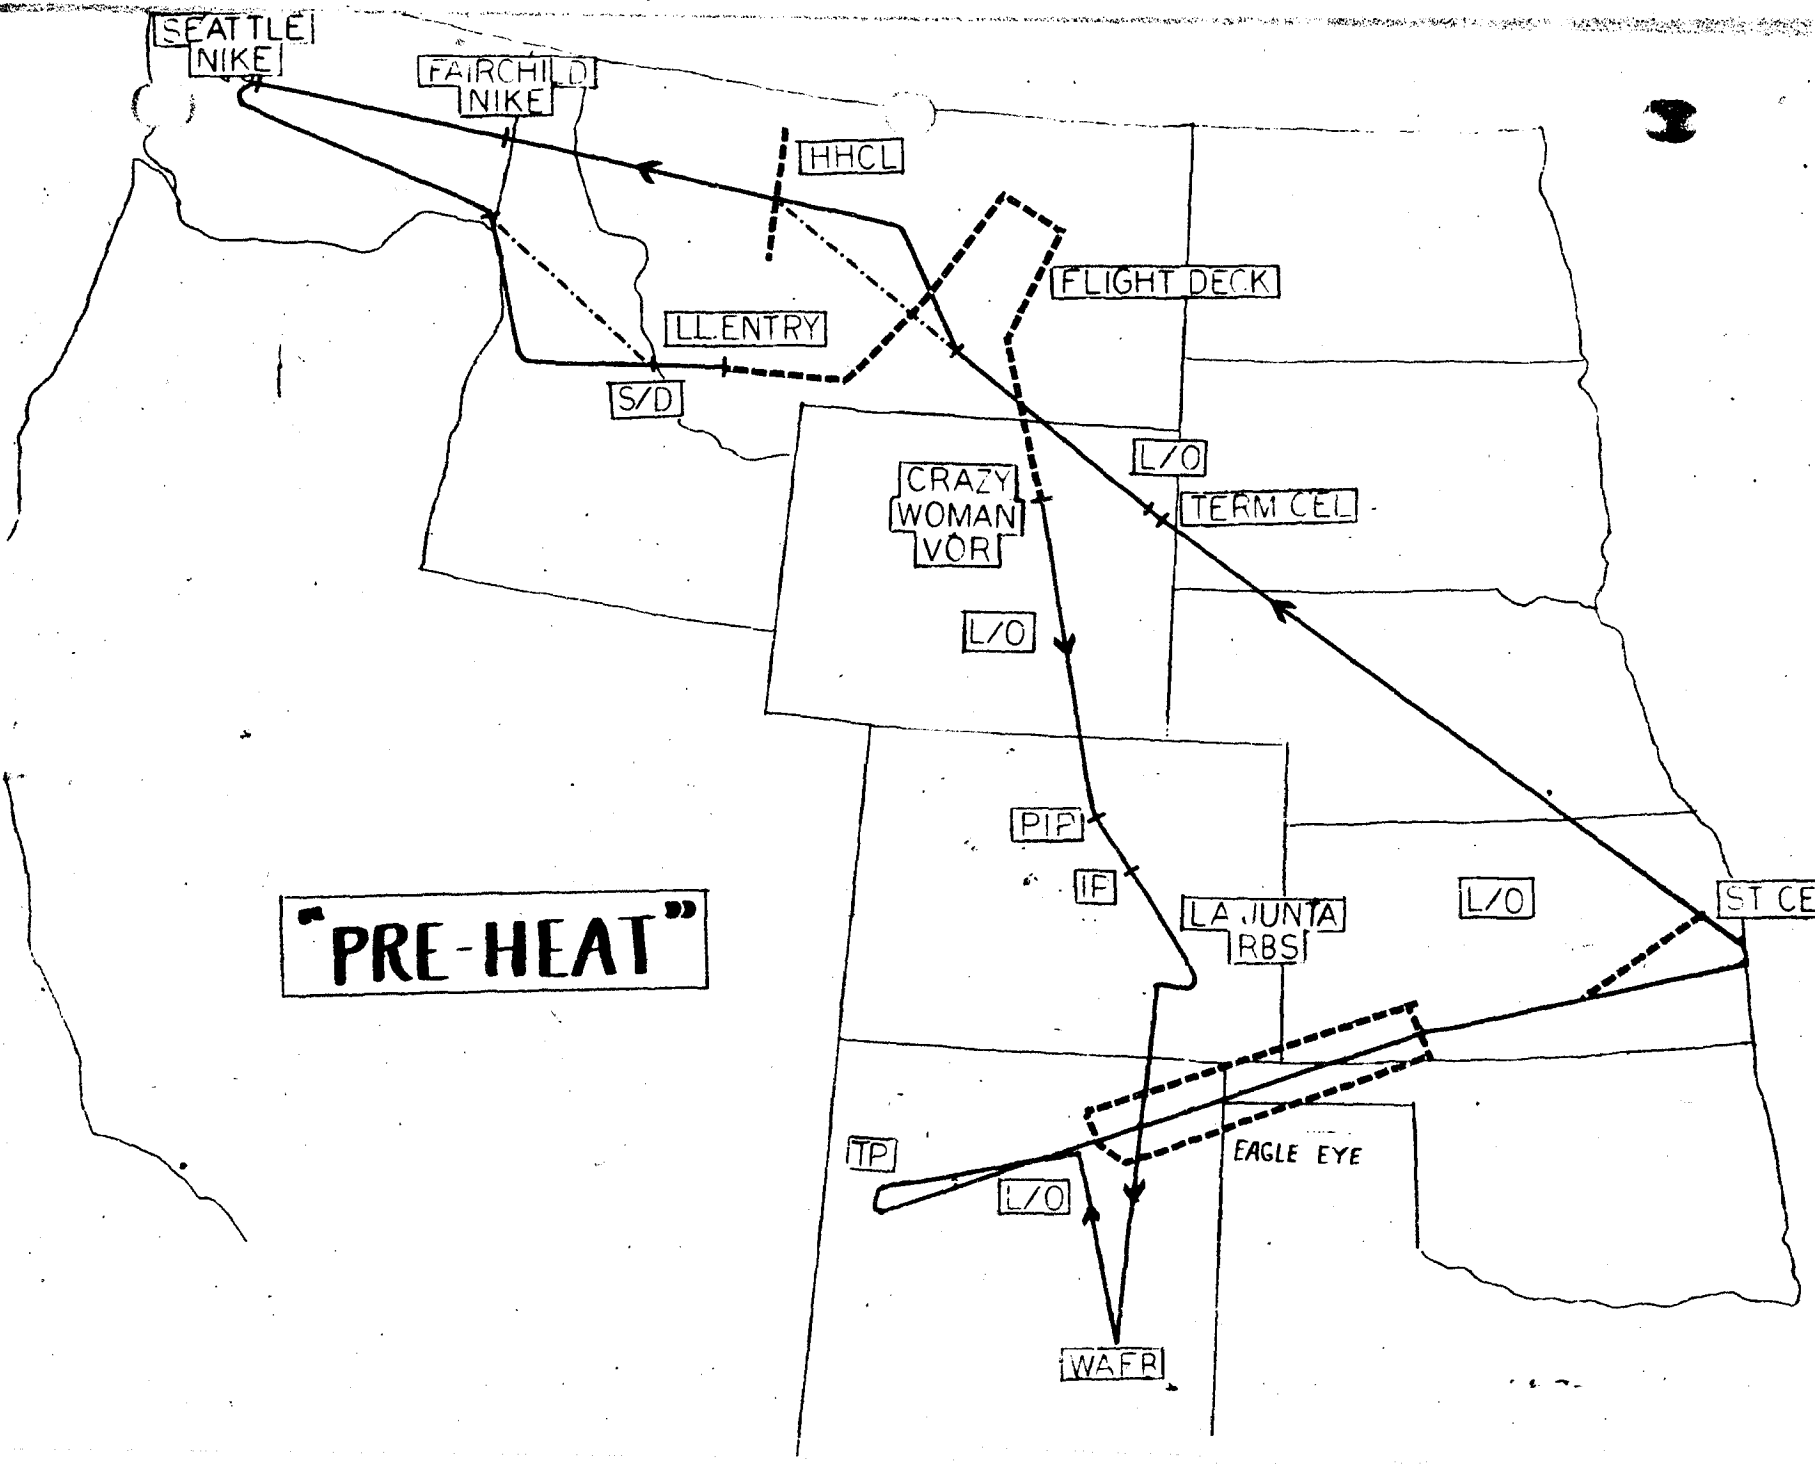 SEATTLE
NIKE
FAIRCHILD
NIKE
HHCL
FLIGHT DECK
LL.ENTRY
S/D
L/O
CRAZY
WOMAN
VOR
TERM CEL
L/O
PIP
IF
LA JUNTA
RBS
L/O
ST CE
"PRE-HEAT"
TP
EAGLE EYE
L/O
WAFB